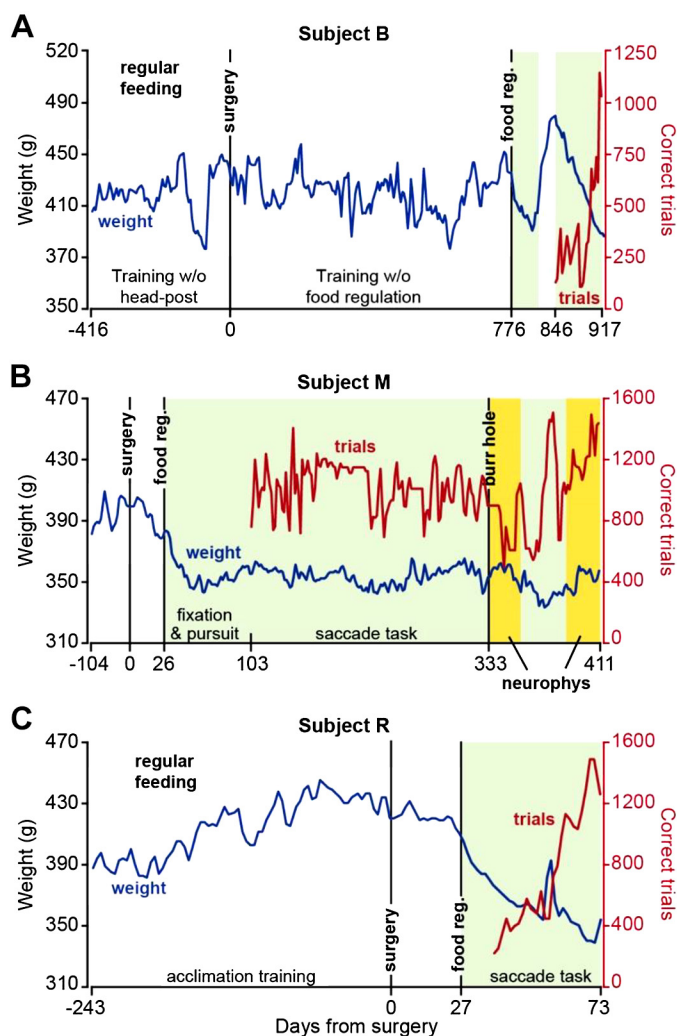 A
Subject B
520
490
450
410
370
350
Weight (g)
regular
feeding
surgery
food reg.
weight
Training w/o
head-post
Training w/o
food regulation
trials
1250
1000
750
500
250
0
Correct trials
-416
0
776
846
917
B
Subject M
470
430
390
350
310
Weight (g)
surgery
food reg.
burr hole
trials
weight
fixation
& pursuit
saccade task
1600
1200
800
400
0
Correct trials
-104
0
26
103
333
411
neurophys
C
Subject R
470
430
390
350
310
Weight (g)
regular
feeding
weight
surgery
food reg.
trials
acclimation training
saccade task
1600
1200
800
400
0
Correct trials
-243
0
27
73
Days from surgery